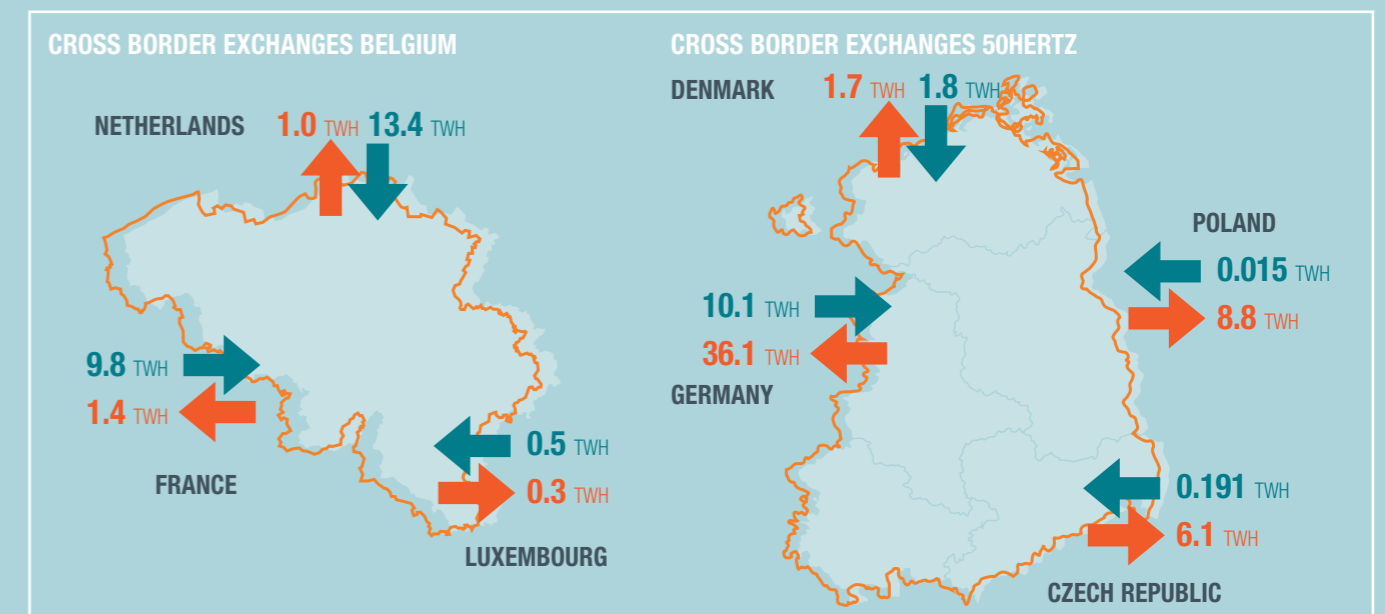 CROSS BORDER EXCHANGES BELGIUM
NETHERLANDS 1.0 TWH 13.4 TWH
9.8 TWH
1.4 TWH
FRANCE
0.5 TWH
0.3 TWH
LUXEMBOURG
CROSS BORDER EXCHANGES 50HERTZ
DENMARK 1.7 TWH 1.8 TWH
POLAND
0.015 TWH
8.8 TWH
10.1 TWH
36.1 TWH
GERMANY
0.191 TWH
6.1 TWH
CZECH REPUBLIC